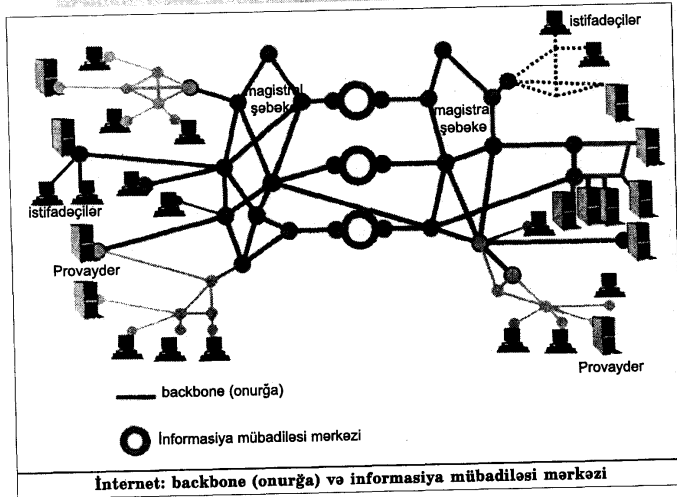 istifadəçilər
magistral
şəbəkə
magistral
şəbəkə
istifadəçilər
Provayder
Provayder
backbone (onurğa)
İnformasiya mübadiləsi mərkəzi
İnternet: backbone (onurğa) və informasiya mübadiləsi mərkəzi